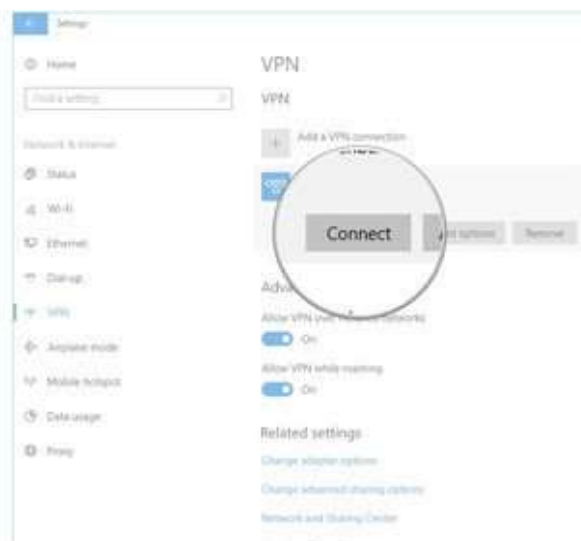 Settings
Home
Find a setting
Network & Internet
Status
Wi-Fi
Ethernet
Dial-up
VPN
Airplane mode
Mobile hotspot
Data usage
Proxy
VPN
VPN
Add a VPN connection
Connect
options
Remove
Allow VPN over networks
On
Allow VPN while roaming
On
Related settings
Change adapter options
Change advanced sharing options
Network and Sharing Center